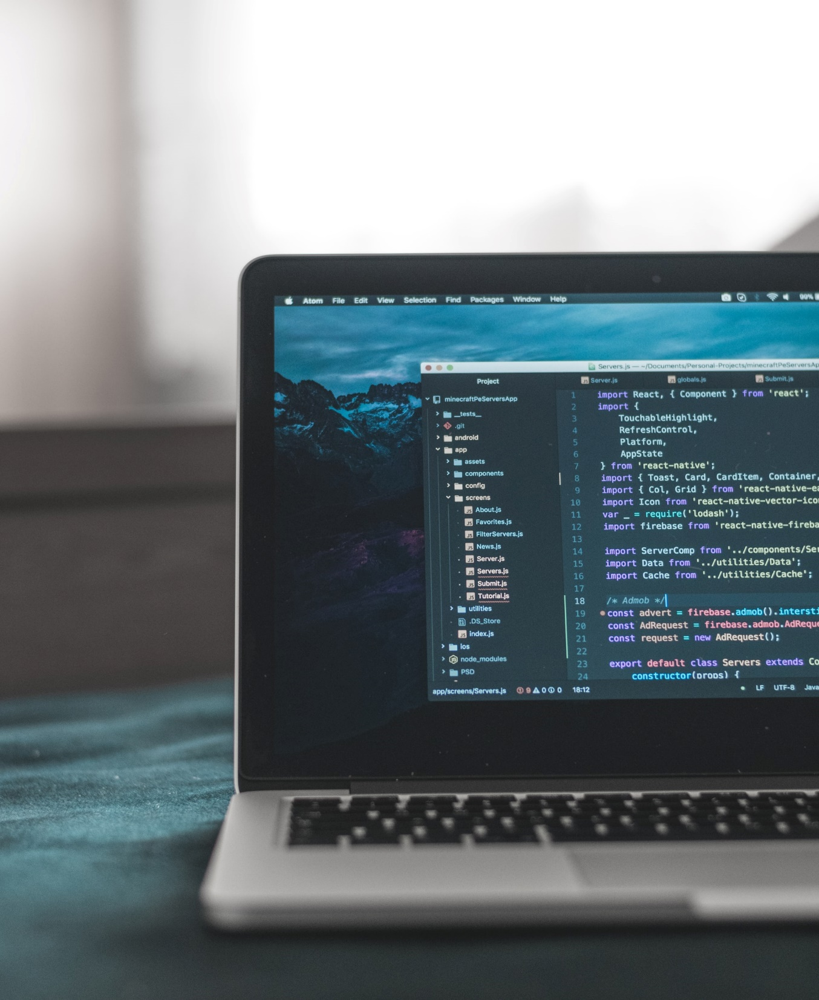 Atom File Edit View Selection Find Packages Window Help 99%
Servers.js — ~/Documents/Personal-Projects/minecraftPeServersAp
Project
minecraftPeServersApp
__tests__
.git
android
app
assets
components
config
screens
About.js
Favorites.js
FilterServers.js
News.js
Server.js
Servers.js
Submit.js
Tutorial.js
utilities
.DS_Store
index.js
ios
node_modules
PSD
Server.js globals.js Submit.js
1 import React, { Component } from 'react';
2 import {
3 TouchableHighlight,
4 RefreshControl,
5 Platform,
6 AppState
7 } from 'react-native';
8 import { Toast, Card, CardItem, Container,
9 import { Col, Grid } from 'react-native-ea
10 import Icon from 'react-native-vector-ico
11 var _ = require('lodash');
12 import firebase from 'react-native-fireba
13
14 import ServerComp from '../components/Ser
15 import Data from '../utilities/Data';
16 import Cache from '../utilities/Cache';
17
18 /* Admob */
19 const advert = firebase.admob().intersti
20 const AdRequest = firebase.admob.AdReque
21 const request = new AdRequest();
22
23 export default class Servers extends Co
24 constructor(props) {
app/screens/Servers.js 9 0 0 18:12 LF UTF-8 Java